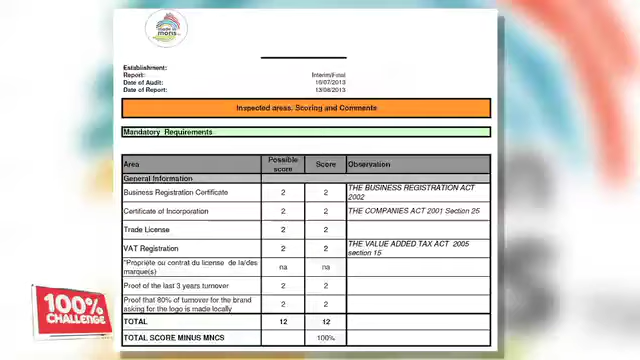 made in
moris
Establishment:
Report: Interim/Final
Date of Audit: 16/07/2013
Date of Report: 13/08/2013
Inspected areas, Scoring and Comments
Mandatory Requirements
Area Possible score Score Observation
General Information
Business Registration Certificate 2 2 THE BUSINESS REGISTRATION ACT 2002
Certificate of Incorporation 2 2 THE COMPANIES ACT 2001 Section 25
Trade License 2 2
VAT Registration 2 2 THE VALUE ADDED TAX ACT 2005 section 15
*Propriéte ou contrat du license de la/des marque(s) na na
Proof of the last 3 years turnover 2 2
Proof that 80% of turnover for the brand asking for the logo is made locally 2 2
TOTAL 12 12
TOTAL SCORE MINUS MNCS 100%
100%
CHALLENGE